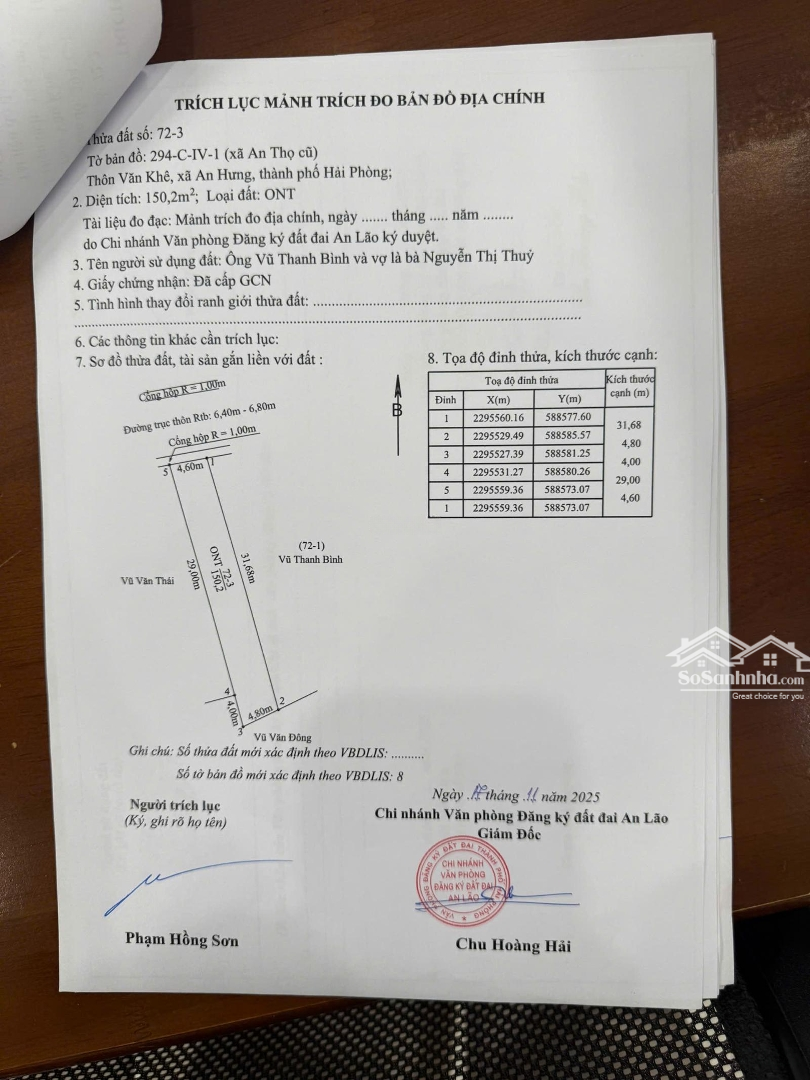 TRÍCH LỤC MẢNH TRÍCH ĐO BẢN ĐỒ ĐỊA CHÍNH
Thửa đất số: 72-3
Tờ bản đồ: 294-C-IV-1 (xã An Thọ cũ)
Thôn Văn Khê, xã An Hưng, thành phố Hải Phòng;
2. Diện tích: 150,2m²; Loại đất: ONT
Tài liệu đo đạc: Mảnh trích đo địa chính, ngày ....... tháng ..... năm ........
do Chi nhánh Văn phòng Đăng ký đất đai An Lão ký duyệt.
3. Tên người sử dụng đất: Ông Vũ Thanh Bình và vợ là bà Nguyễn Thị Thuỷ
4. Giấy chứng nhận: Đã cấp GCN
5. Tình hình thay đổi ranh giới thửa đất: ................................................................
6. Các thông tin khác cần trích lục:
7. Sơ đồ thửa đất, tài sản gắn liền với đất :
Cống hộp R = 1,00m
Đường trục thôn Rtb: 6,40m - 6,80m
Cống hộp R = 1,00m
5 4,60m 1
29,00m
ONT 72-3
150,2
31,68m
(72-1)
Vũ Thanh Bình
Vũ Văn Thái
4
4,00m
3
4,80m
2
Vũ Văn Đông
B
8. Tọa độ đỉnh thửa, kích thước cạnh:
Toạ độ đỉnh thửa Kích thước cạnh (m)
Đỉnh X(m) Y(m)
1 2295560.16 588577.60
31,68
2 2295529.49 588585.57
4,80
3 2295527.39 588581.25
4,00
4 2295531.27 588580.26
29,00
5 2295559.36 588573.07
4,60
1 2295559.36 588573.07
Ghi chú: Số thửa đất mới xác định theo VBDLIS: ..........
Số tờ bản đồ mới xác định theo VBDLIS: 8
Người trích lục
(Ký, ghi rõ họ tên)
Phạm Hồng Sơn
Ngày tháng 11 năm 2025
Chi nhánh Văn phòng Đăng ký đất đai An Lão
Giám Đốc
VĂN PHÒNG ĐĂNG KÝ ĐẤT ĐAI THÀNH PHỐ HẢI PHÒNG
CHI NHÁNH
VĂN PHÒNG
ĐĂNG KÝ ĐẤT ĐAI
AN LÃO
Chu Hoàng Hải
SoSanhnha.com
Great choice for you